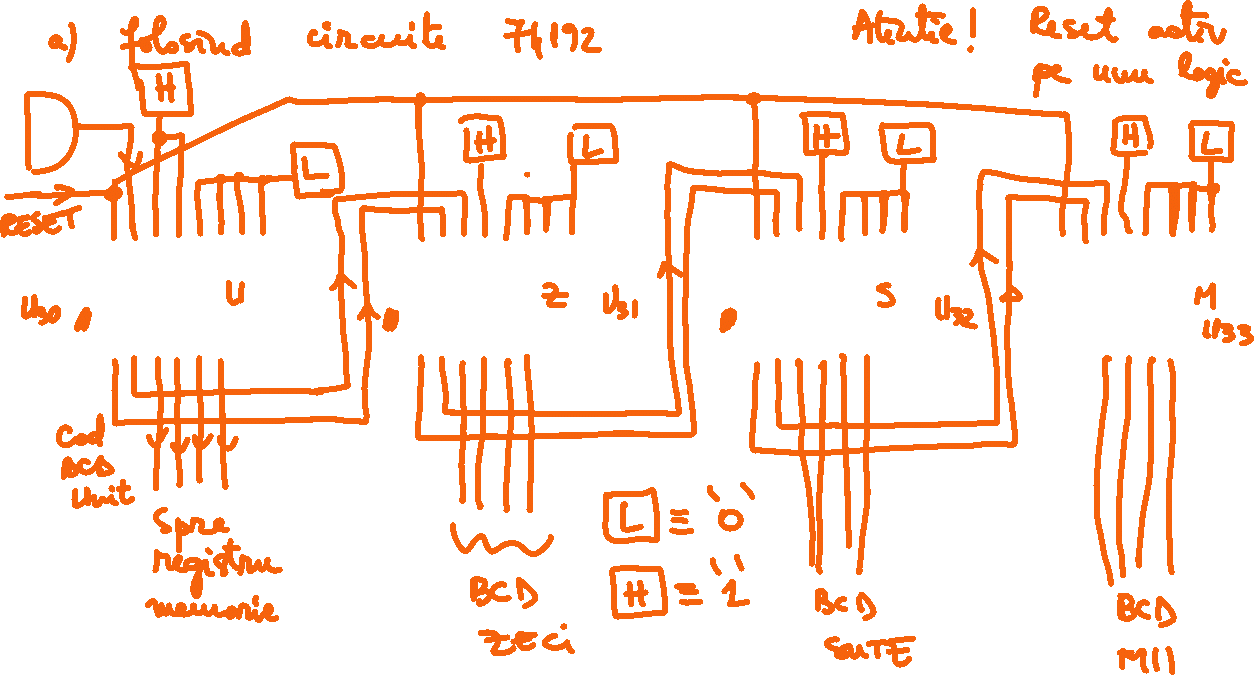 a) folosind circuite 74192
Atentie! Reset activ
pe unu logic
H
H
L
H
L
H
L
L
RESET
U30
U
Z
U31
S
U32
M
U33
Cod
BCD
Unit
Spre
registru
memorie
L ≡ "0"
H = "1"
BCD
ZECi
BCD
SUTE
BCD
MII